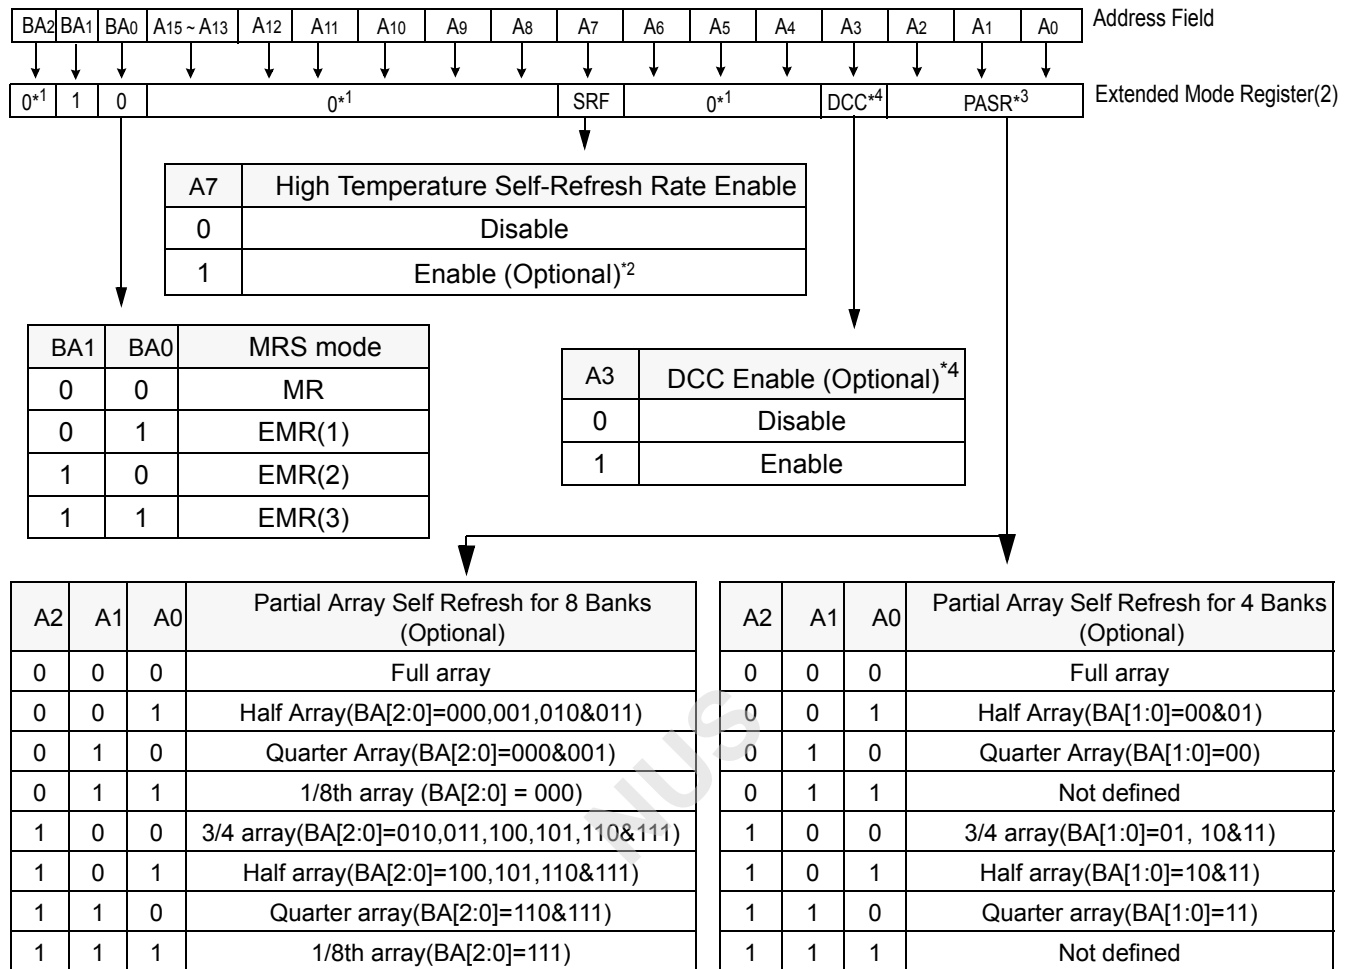 BA2 BA1 BA0 A15 ~ A13 A12 A11 A10 A9 A8 A7 A6 A5 A4 A3 A2 A1 A0 Address Field
0*1 1 0 0*1 SRF 0*1 DCC*4 PASR*3 Extended Mode Register(2)
A7 High Temperature Self-Refresh Rate Enable
0 Disable
1 Enable (Optional)*2
BA1 BA0 MRS mode
0 0 MR
0 1 EMR(1)
1 0 EMR(2)
1 1 EMR(3)
A3 DCC Enable (Optional)*4
0 Disable
1 Enable
A2 A1 A0 Partial Array Self Refresh for 8 Banks
(Optional)
0 0 0 Full array
0 0 1 Half Array(BA[2:0]=000,001,010&011)
0 1 0 Quarter Array(BA[2:0]=000&001)
0 1 1 1/8th array (BA[2:0] = 000)
1 0 0 3/4 array(BA[2:0]=010,011,100,101,110&111)
1 0 1 Half array(BA[2:0]=100,101,110&111)
1 1 0 Quarter array(BA[2:0]=110&111)
1 1 1 1/8th array(BA[2:0]=111)
A2 A1 A0 Partial Array Self Refresh for 4 Banks
(Optional)
0 0 0 Full array
0 0 1 Half Array(BA[1:0]=00&01)
0 1 0 Quarter Array(BA[1:0]=00)
0 1 1 Not defined
1 0 0 3/4 array(BA[1:0]=01, 10&11)
1 0 1 Half array(BA[1:0]=10&11)
1 1 0 Quarter array(BA[1:0]=11)
1 1 1 Not defined
NUS